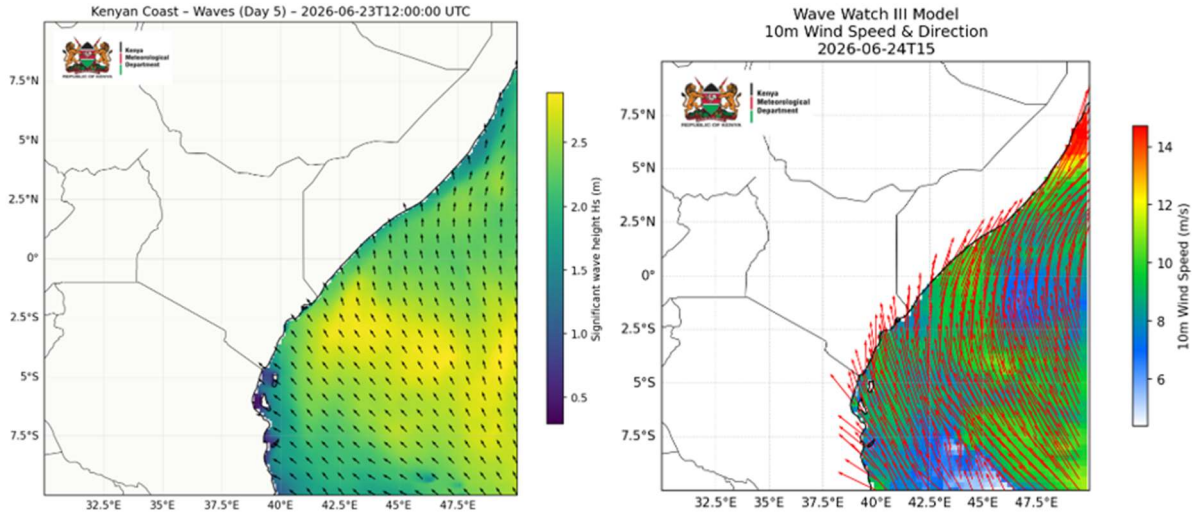 Kenyan Coast – Waves (Day 5) – 2026-06-23T12:00:00 UTC
REPUBLIC OF KENYA
Kenya
Meteorological
Department
7.5°N
5°N
2.5°N
0°
2.5°S
5°S
7.5°S
32.5°E
35°E
37.5°E
40°E
42.5°E
45°E
47.5°E
2.5
2.0
1.5
1.0
0.5
Significant wave height Hs (m)
Wave Watch III Model
10m Wind Speed & Direction
2026-06-24T15
REPUBLIC OF KENYA
Kenya
Meteorological
Department
7.5°N
5°N
2.5°N
0°
2.5°S
5°S
7.5°S
32.5°E
35°E
37.5°E
40°E
42.5°E
45°E
47.5°E
14
12
10
8
6
10m Wind Speed (m/s)